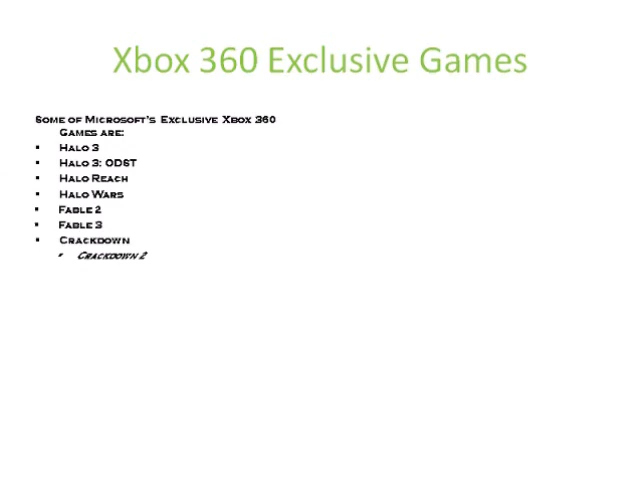 Xbox 360 Exclusive Games
Some of Microsoft's Exclusive Xbox 360
Games are:
▪ Halo 3
▪ Halo 3: ODST
▪ Halo Reach
▪ Halo Wars
▪ Fable 2
▪ Fable 3
▪ Crackdown
▪ Crackdown 2